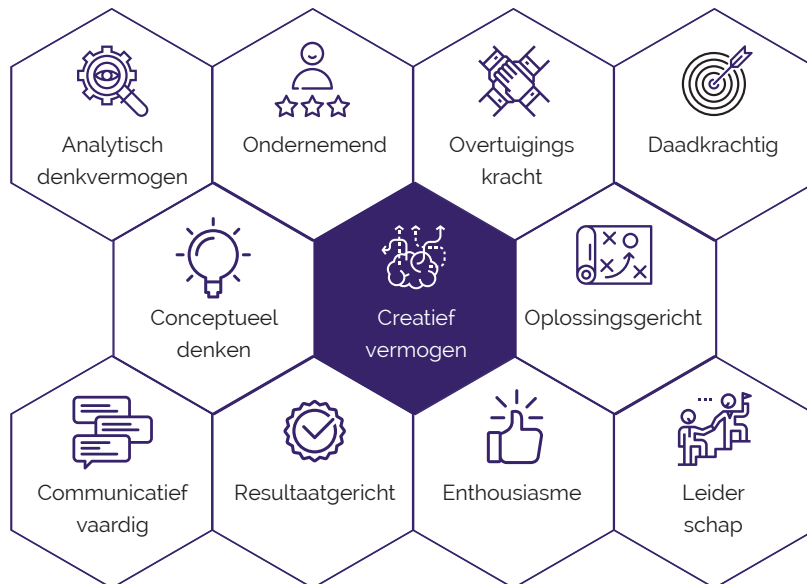 Analytisch
denkvermogen
Ondernemend
Overtuigings
kracht
Daadkrachtig
Conceptueel
denken
Creatief
vermogen
Oplossingsgericht
Communicatief
vaardig
Resultaatgericht
Enthousiasme
Leider
schap